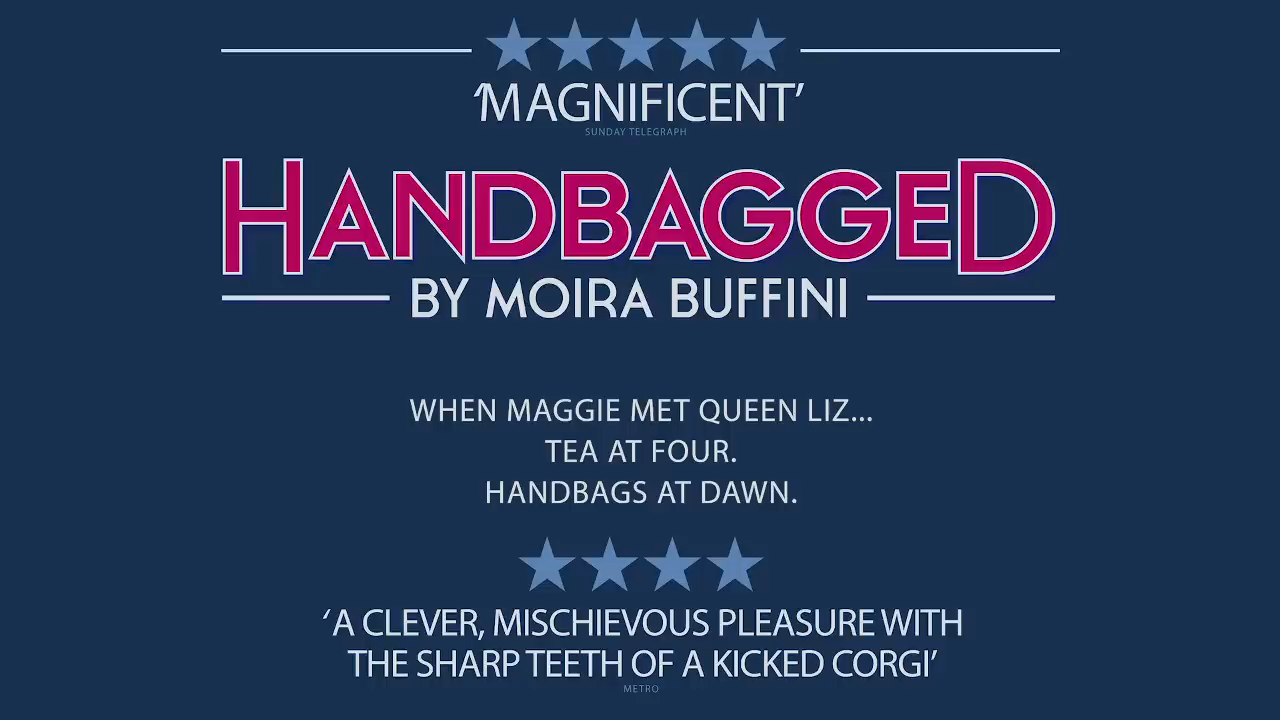 ‘MAGNIFICENT’
SUNDAY TELEGRAPH
HANDBAGGED
BY MOIRA BUFFINI
WHEN MAGGIE MET QUEEN LIZ...
TEA AT FOUR.
HANDBAGS AT DAWN.
‘A CLEVER, MISCHIEVOUS PLEASURE WITH
THE SHARP TEETH OF A KICKED CORGI’
METRO